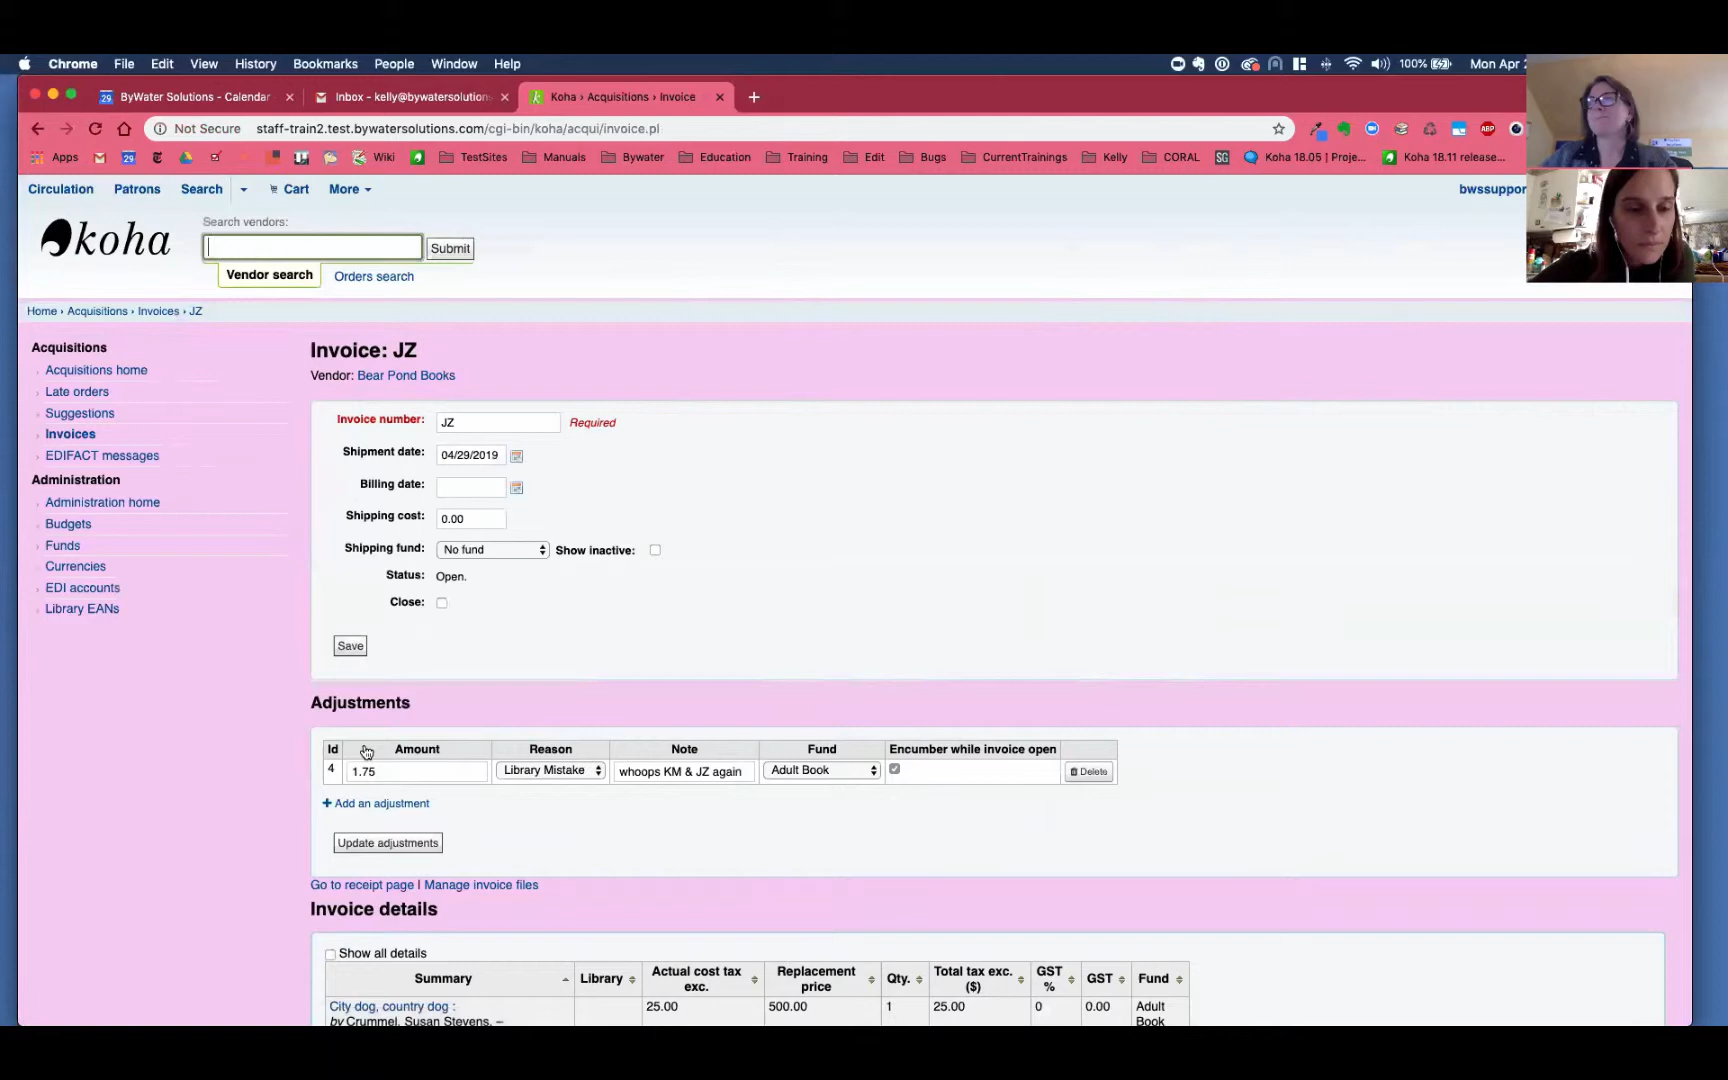 Chrome File Edit View History Bookmarks People Window Help 100% Mon Apr
29 ByWater Solutions - Calendar Inbox - kelly@bywatersolution Koha › Acquisitions › Invoice
Not Secure staff-train2.test.bywatersolutions.com/cgi-bin/koha/acqui/invoice.pl ABP
Apps 29 Wiki TestSites Manuals Bywater Education Training Edit Bugs CurrentTrainings Kelly CORAL SG Koha 18.05 | Proje... Koha 18.11 release...
Circulation Patrons Search Cart More bwssuppor
Search vendors:
koha
Submit
Vendor search Orders search
Home › Acquisitions › Invoices › JZ
Acquisitions
Acquisitions home
Late orders
Suggestions
Invoices
EDIFACT messages
Administration
Administration home
Budgets
Funds
Currencies
EDI accounts
Library EANs
Invoice: JZ
Vendor: Bear Pond Books
Invoice number: JZ Required
Shipment date: 04/29/2019
Billing date:
Shipping cost: 0.00
Shipping fund: No fund Show inactive:
Status: Open.
Close:
Save
Adjustments
Id Amount Reason Note Fund Encumber while invoice open
4 1.75 Library Mistake whoops KM & JZ again Adult Book Delete
+ Add an adjustment
Update adjustments
Go to receipt page | Manage invoice files
Invoice details
Show all details
Summary Library Actual cost tax exc. Replacement price Qty. Total tax exc. ($) GST % GST Fund
City dog, country dog : 25.00 500.00 1 25.00 0 0.00 Adult
by Crummel, Susan Stevens, – Book